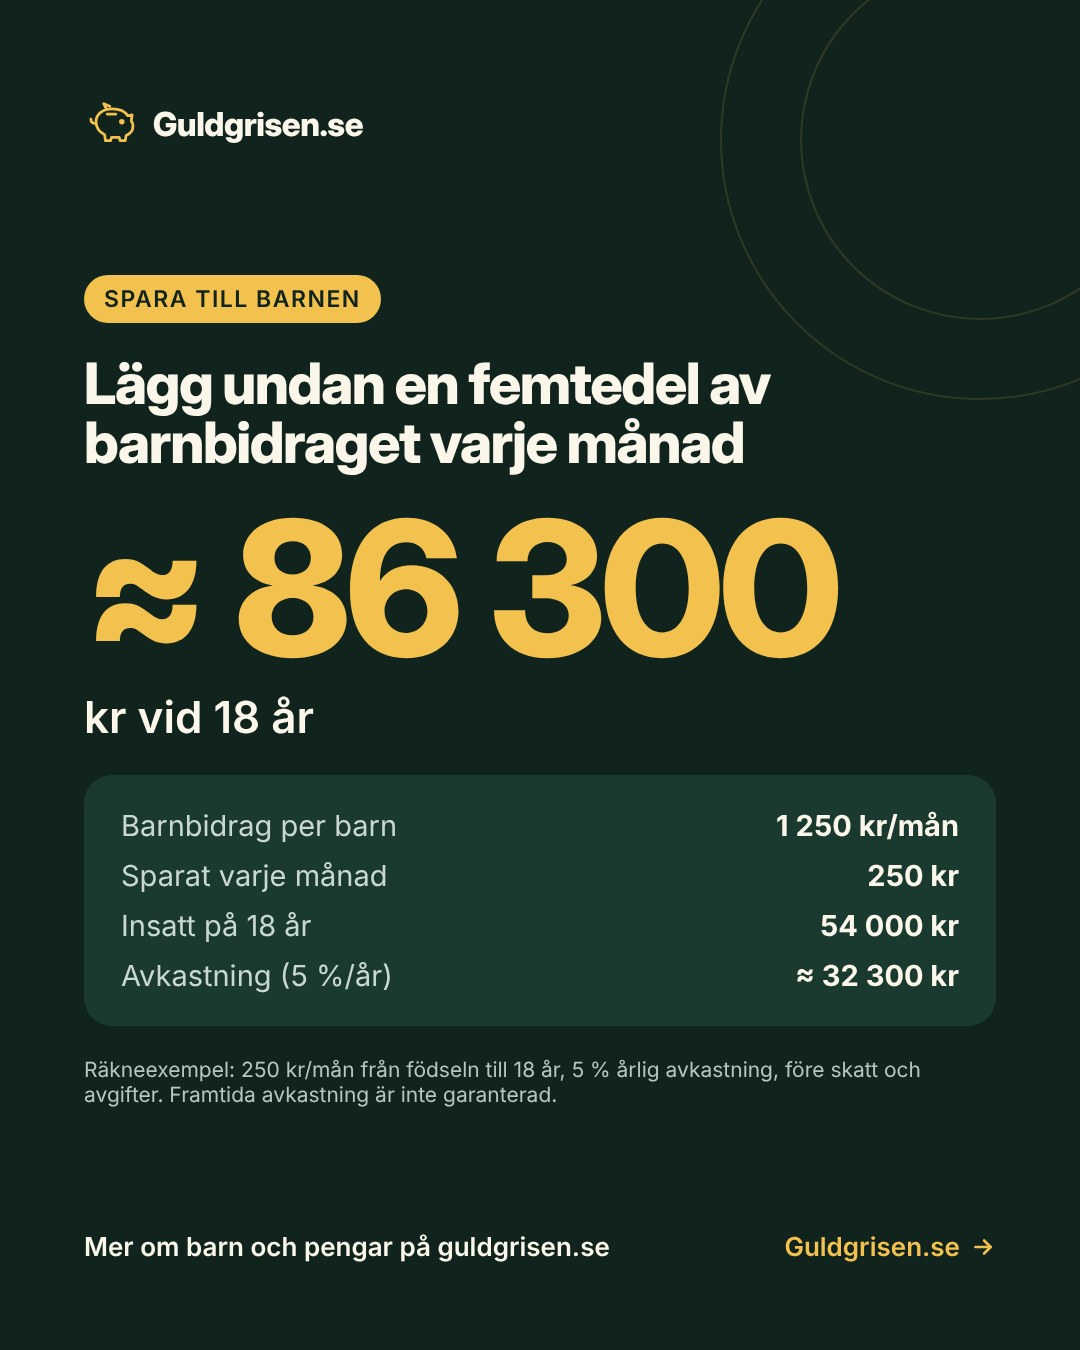 Guldgrisen.se
SPARA TILL BARNEN
Lägg undan en femtedel av
barnbidraget varje månad
≈ 86 300
kr vid 18 år
Barnbidrag per barn 1 250 kr/mån
Sparat varje månad 250 kr
Insatt på 18 år 54 000 kr
Avkastning (5 %/år) ≈ 32 300 kr
Räkneexempel: 250 kr/mån från födseln till 18 år, 5 % årlig avkastning, före skatt och
avgifter. Framtida avkastning är inte garanterad.
Mer om barn och pengar på guldgrisen.se Guldgrisen.se →